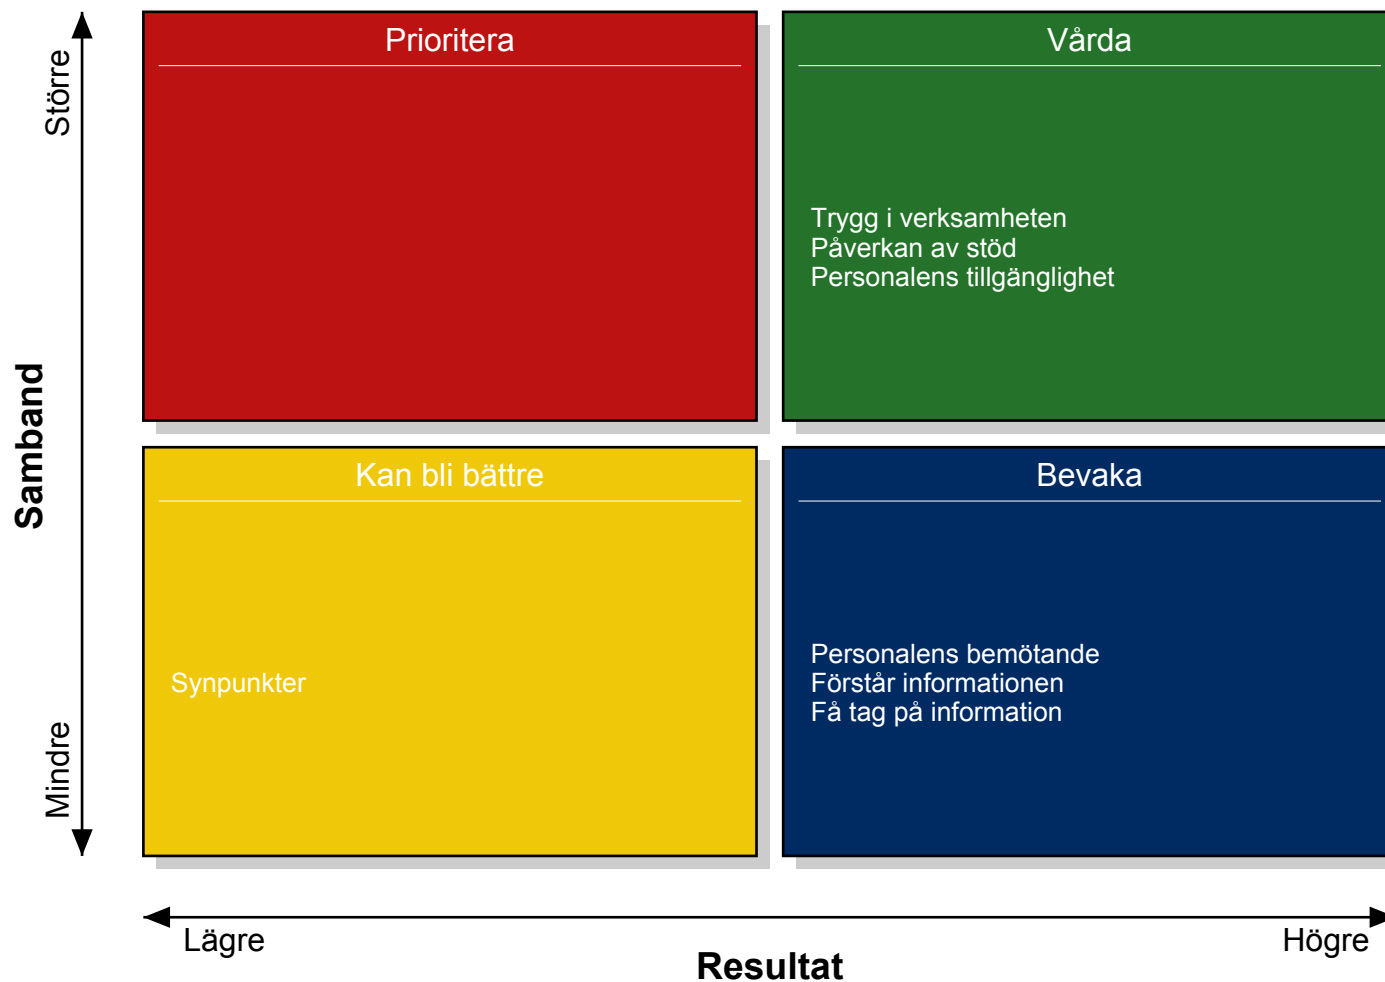 Prioritera
Vårda
Större
Trygg i verksamheten
Påverkan av stöd
Personalens tillgänglighet
Samband
Kan bli bättre
Bevaka
Synpunkter
Personalens bemötande
Förstår informationen
Få tag på information
Mindre
Lägre
Högre
Resultat